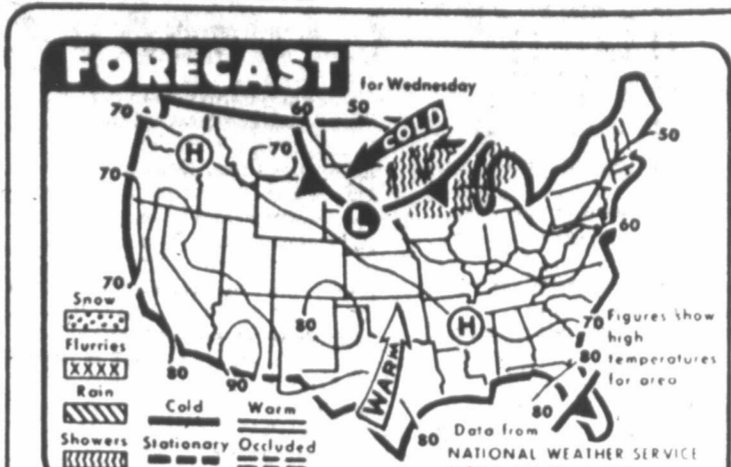 FORECAST
for Wednesday
70
60
50
COLD
H
70
50
70
L
60
70
Snow
80
H
70
Figures show
high
temperatures
for area
Flurries
80
XXXX
80
90
WARM
80
Rain
Cold
Warm
80
Data from
NATIONAL WEATHER SERVICE
Showers
Stationary
Occluded